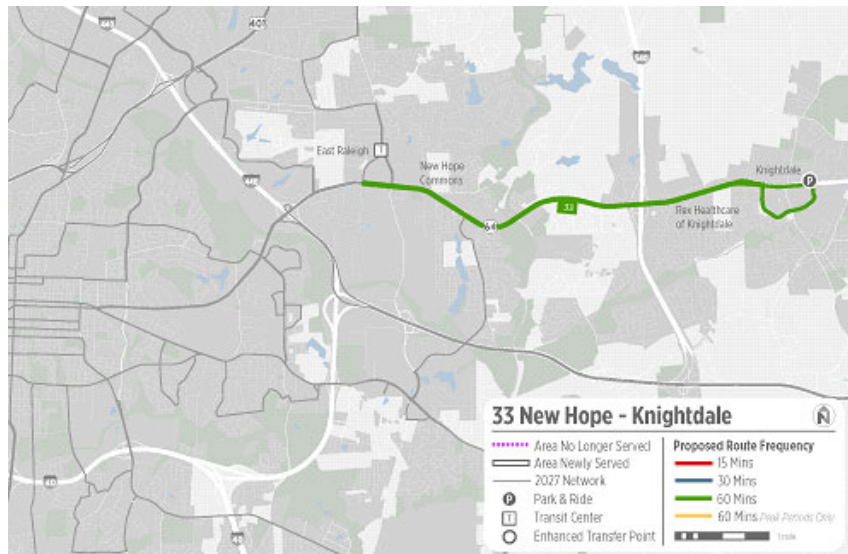 401
440
540
East Raleigh
T
New Hope
Commons
Knightdale
P
440
33
Rex Healthcare
of Knightdale
64
40
33 New Hope - Knightdale
N
Area No Longer Served
Area Newly Served
2027 Network
P Park & Ride
T Transit Center
Enhanced Transfer Point
Proposed Route Frequency
15 Mins
30 Mins
60 Mins
60 Mins Peak Periods Only
1 mile